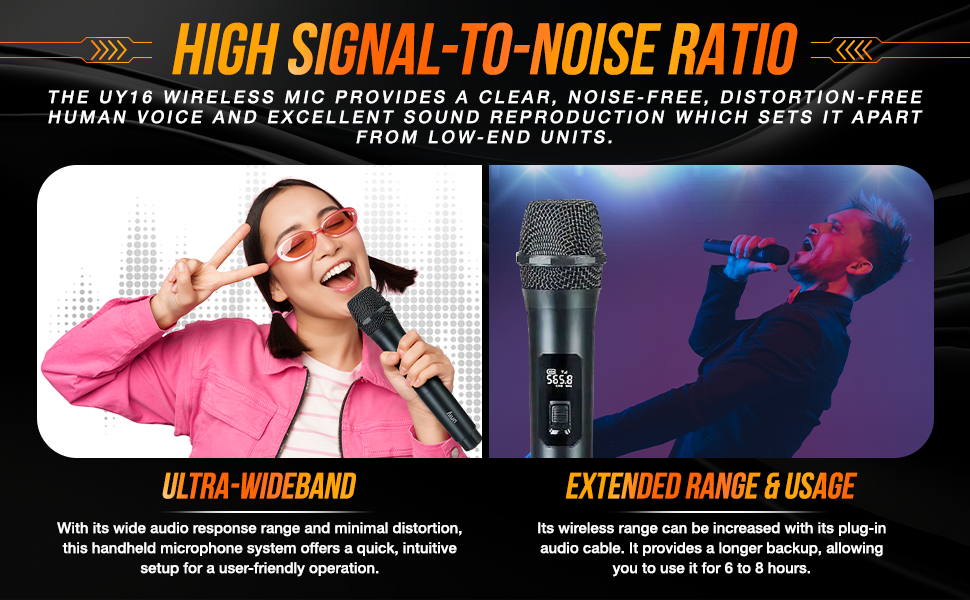 HIGH SIGNAL-TO-NOISE RATIO
THE UY16 WIRELESS MIC PROVIDES A CLEAR, NOISE-FREE, DISTORTION-FREE
HUMAN VOICE AND EXCELLENT SOUND REPRODUCTION WHICH SETS IT APART
FROM LOW-END UNITS.
565.8
ULTRA-WIDEBAND
With its wide audio response range and minimal distortion,
this handheld microphone system offers a quick, intuitive
setup for a user-friendly operation.
EXTENDED RANGE & USAGE
Its wireless range can be increased with its plug-in
audio cable. It provides a longer backup, allowing
you to use it for 6 to 8 hours.